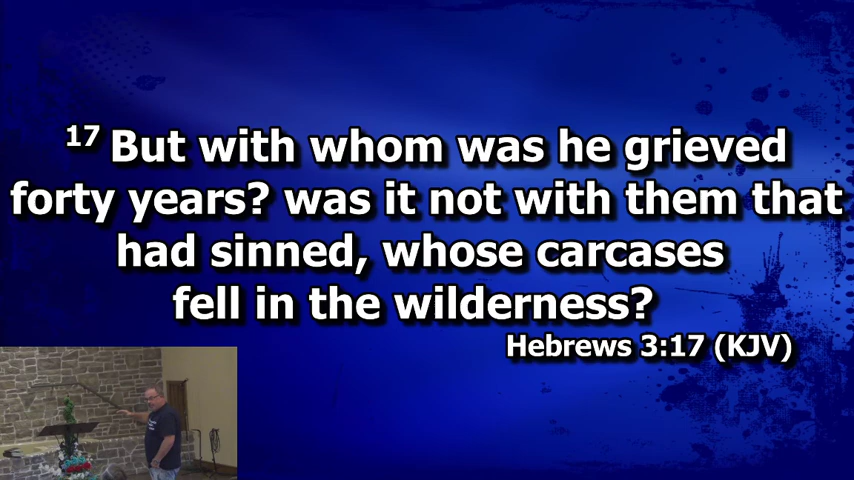 17 But with whom was he grieved
forty years? was it not with them that
had sinned, whose carcases
fell in the wilderness?
Hebrews 3:17 (KJV)